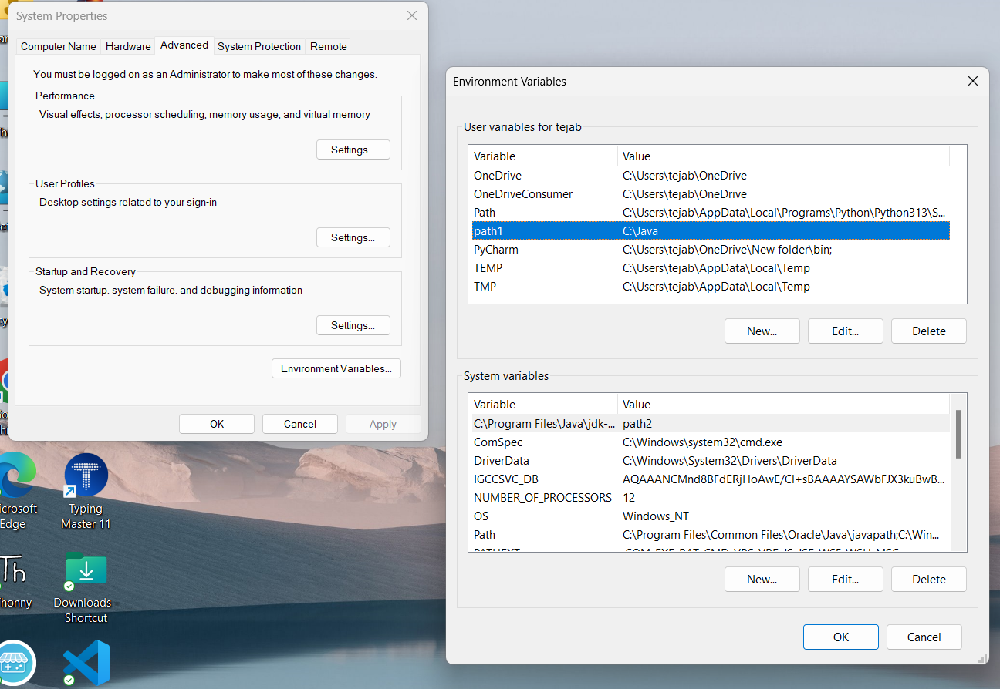 System Properties
Computer Name Hardware Advanced System Protection Remote
You must be logged on as an Administrator to make most of these changes.
Performance
Visual effects, processor scheduling, memory usage, and virtual memory
Settings...
User Profiles
Desktop settings related to your sign-in
Settings...
Startup and Recovery
System startup, system failure, and debugging information
Settings...
Environment Variables...
OK Cancel Apply
Environment Variables
User variables for tejab
Variable Value
OneDrive C:\Users\tejab\OneDrive
OneDriveConsumer C:\Users\tejab\OneDrive
Path C:\Users\tejab\AppData\Local\Programs\Python\Python313\S...
path1 C:\Java
PyCharm C:\Users\tejab\OneDrive\New folder\bin;
TEMP C:\Users\tejab\AppData\Local\Temp
TMP C:\Users\tejab\AppData\Local\Temp
New... Edit... Delete
System variables
Variable Value
C:\Program Files\Java\jdk-... path2
ComSpec C:\Windows\system32\cmd.exe
DriverData C:\Windows\System32\Drivers\DriverData
IGCCSVC_DB AQAAANCMnd8BFdERjHoAwE/Cl+sBAAAAYSAWbFJX3kuBwB...
NUMBER_OF_PROCESSORS 12
OS Windows_NT
Path C:\Program Files\Common Files\Oracle\Java\javapath;C:\Win...
New... Edit... Delete
OK Cancel
icrosoft
Edge
Typing
Master 11
Th
honny
Downloads -
Shortcut